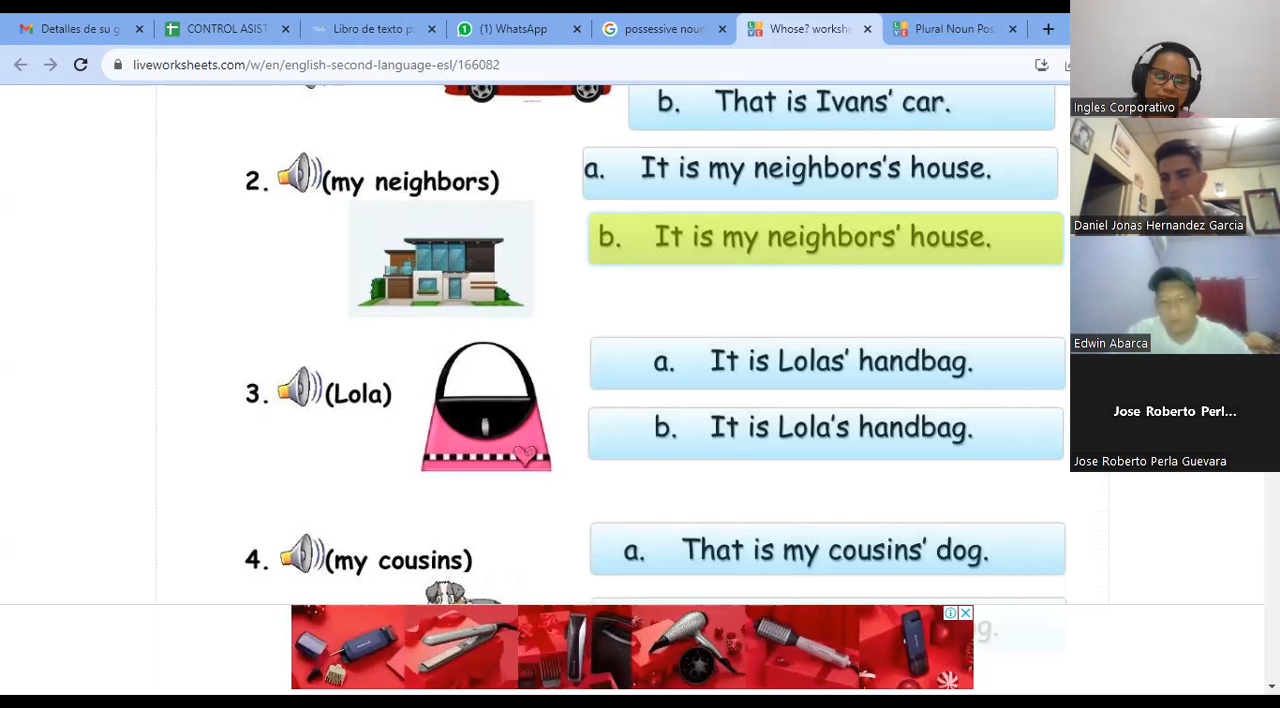 Detalles de su g
CONTROL ASIST
Libro de texto pa
(1) WhatsApp
possessive noun
Whose? workshe
Plural Noun Pos
liveworksheets.com/w/en/english-second-language-esl/166082
b. That is Ivans' car.
2. (my neighbors)
a. It is my neighbors's house.
b. It is my neighbors' house.
3. (Lola)
a. It is Lolas' handbag.
b. It is Lola's handbag.
4. (my cousins)
a. That is my cousins' dog.
Ingles Corporativo
Daniel Jonas Hernandez Garcia
Edwin Abarca
Jose Roberto Perl...
Jose Roberto Perla Guevara